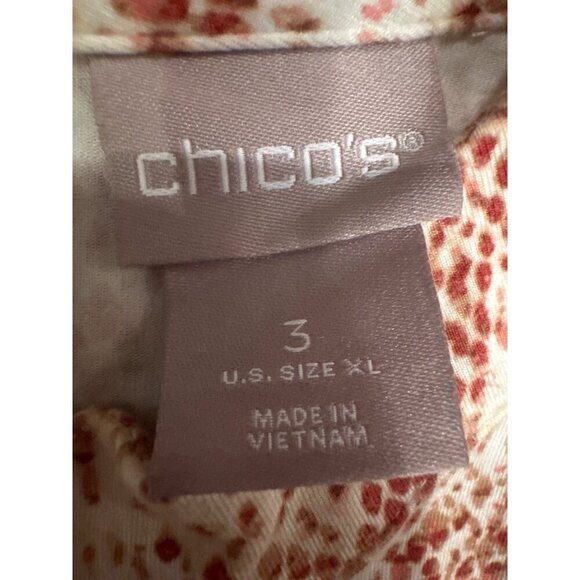 chico's®
3
U.S. SIZE XL
MADE IN
VIETNAM